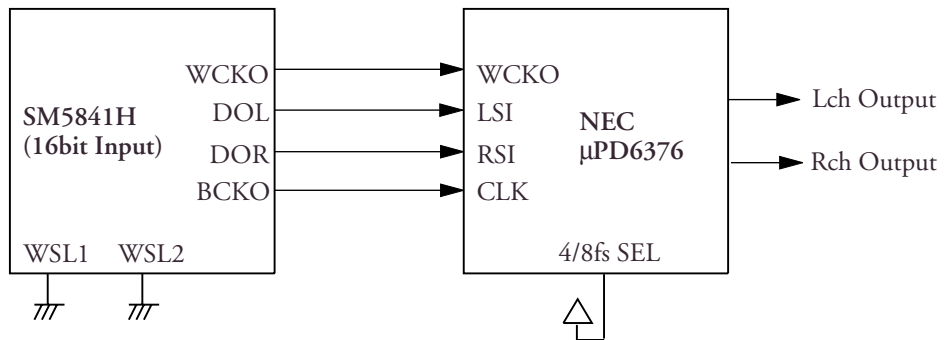 WCKO
DOL
DOR
BCKO
SM5841H
(16bit Input)
WSL1 WSL2
WCKO
LSI
RSI
CLK
NEC
μPD6376
4/8fs SEL
Lch Output
Rch Output